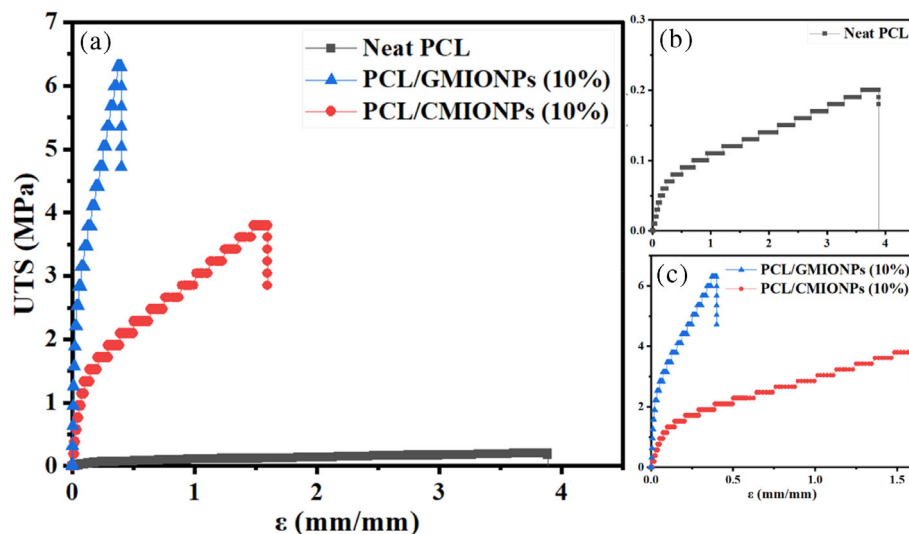 (a)
Neat PCL
PCL/GMIONPs (10%)
PCL/CMIONPs (10%)
UTS (MPa)
7
6
5
4
3
2
1
0
0 1 2 3 4
ε (mm/mm)
(b)
Neat PCL
0.3
0.2
0.1
0.0
0 1 2 3 4
(c)
PCL/GMIONPs (10%)
PCL/CMIONPs (10%)
6
4
2
0
0.0 0.5 1.0 1.5
ε (mm/mm)